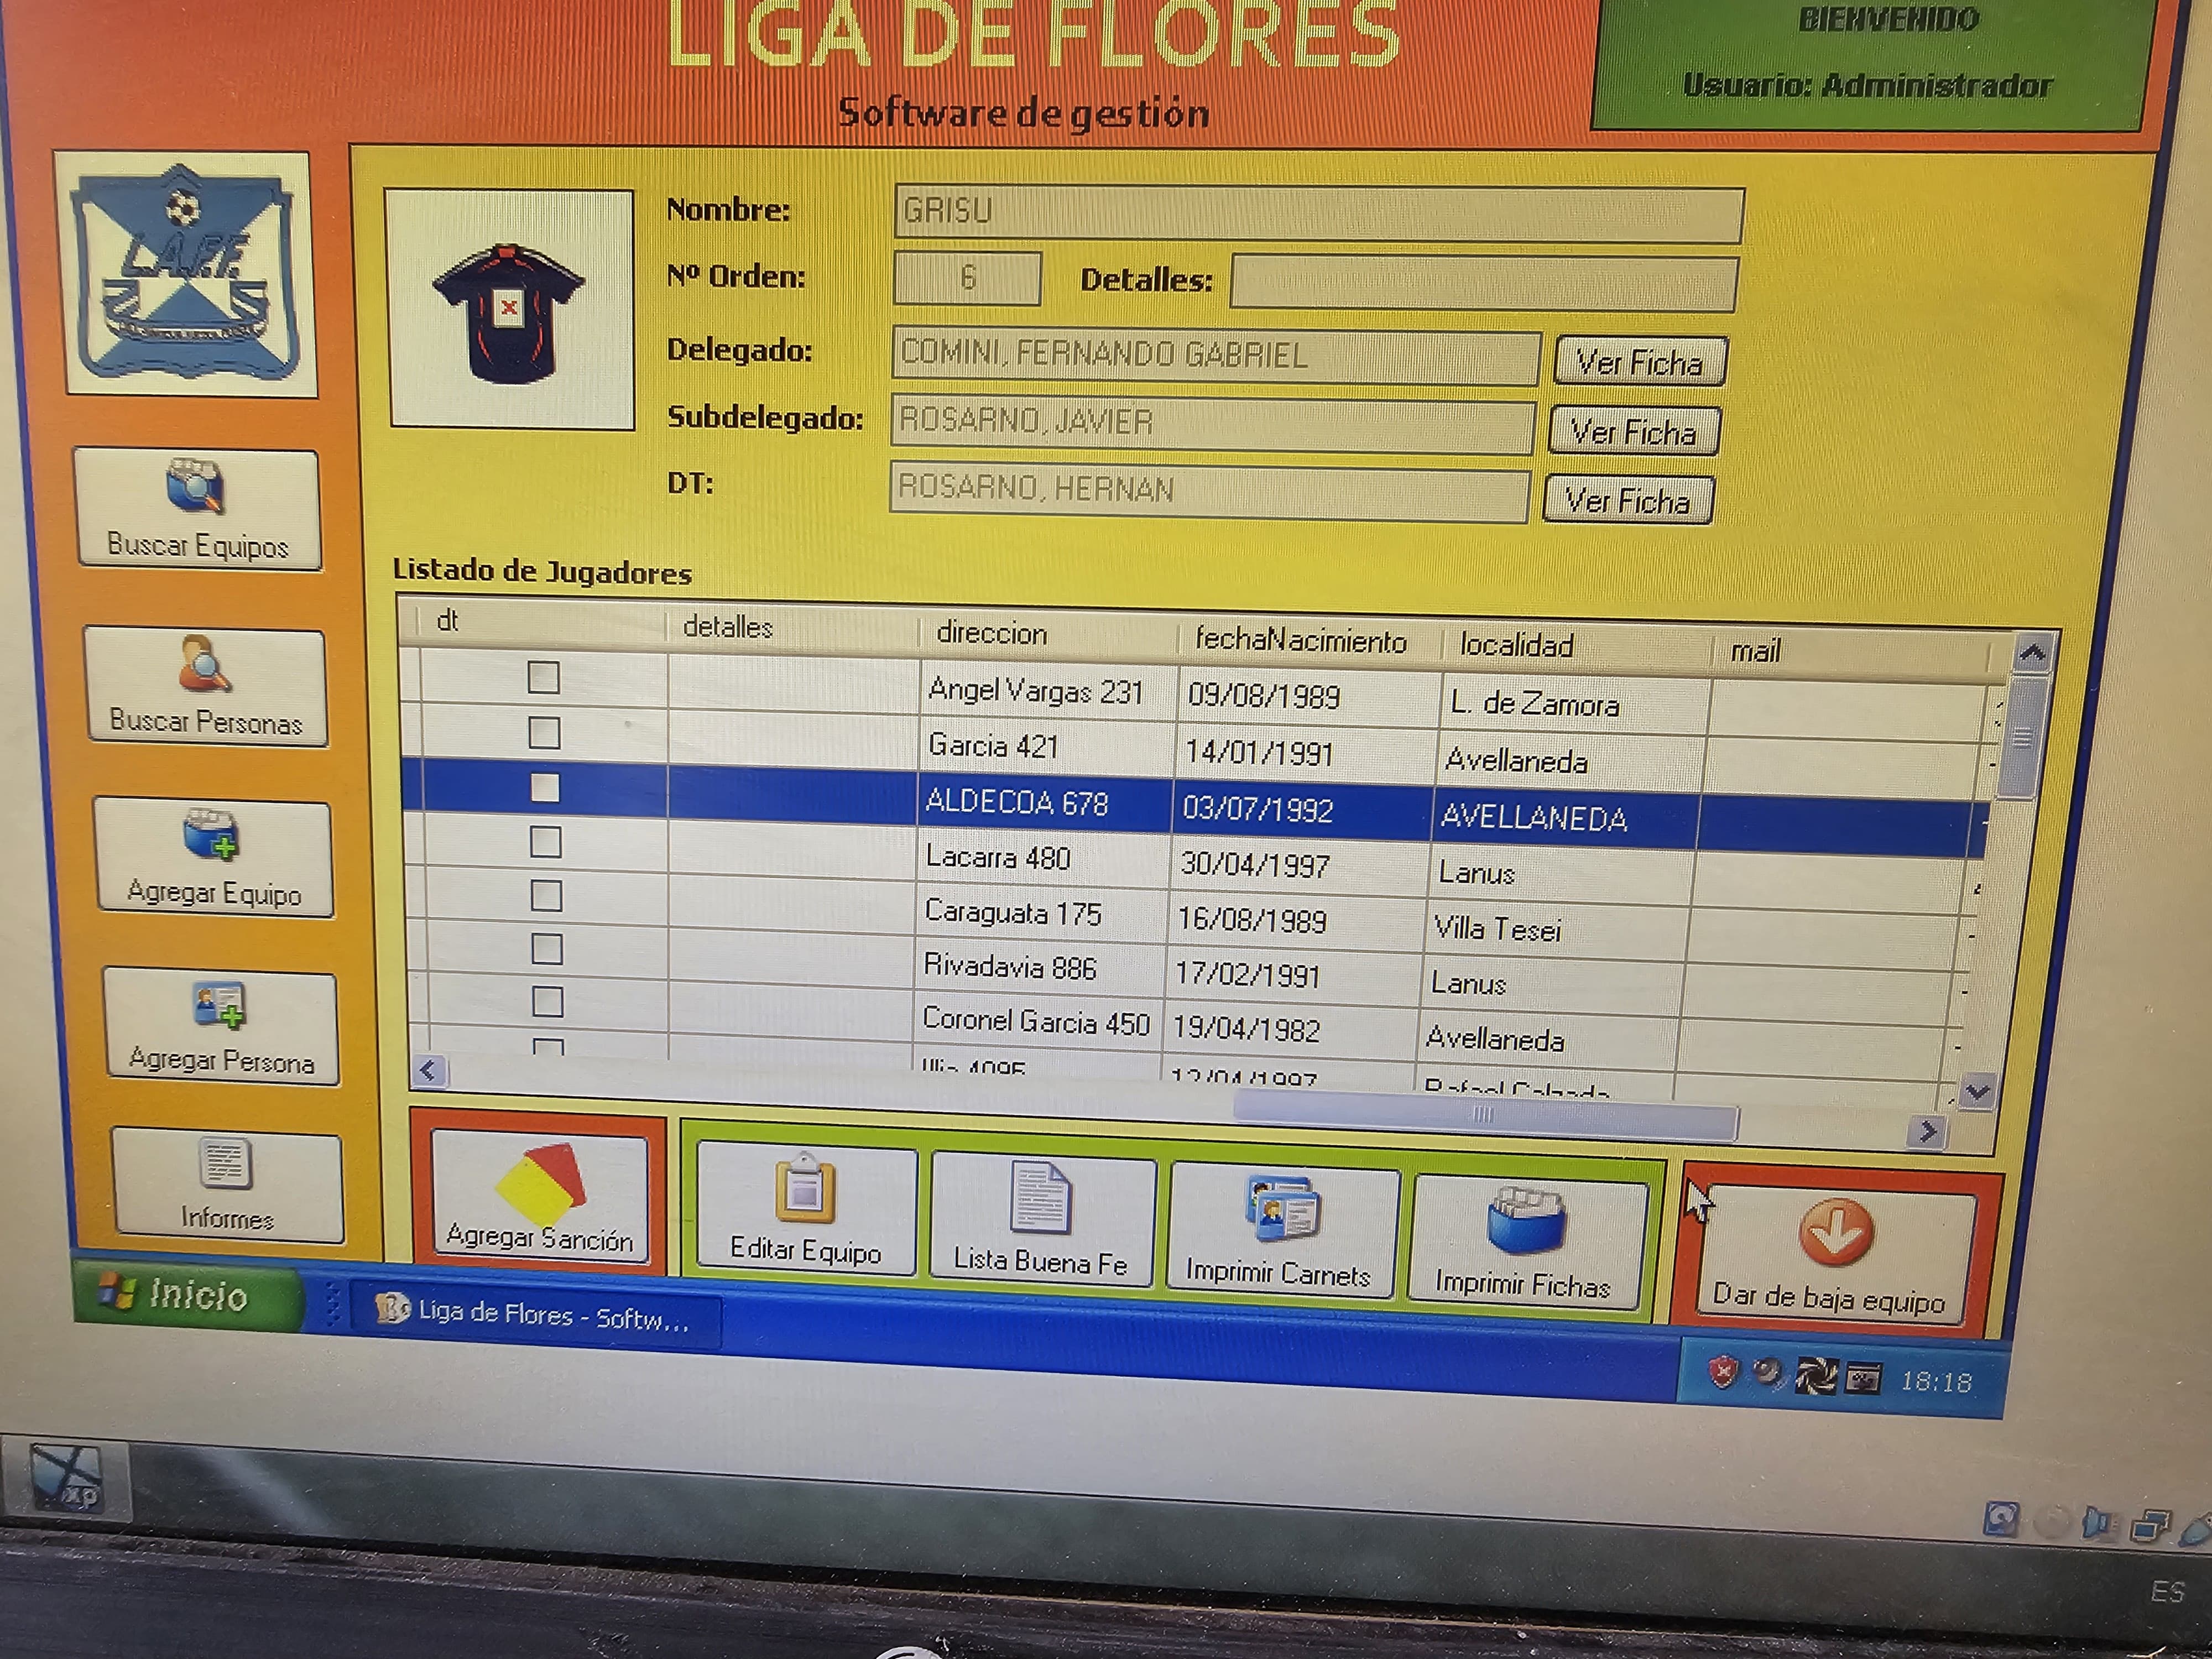 LIGA DE FLORES
Software de gestión
BIENVENIDO
Usuario: Administrador
L.A.F.F.
Nombre: GRISU
Nº Orden: 6 Detalles:
Delegado: COMINI, FERNANDO GABRIEL Ver Ficha
Subdelegado: ROSARNO, JAVIER Ver Ficha
DT: ROSARNO, HERNAN Ver Ficha
Buscar Equipos
Buscar Personas
Agregar Equipo
Agregar Persona
Informes
Listado de Jugadores
dt detalles direccion fechaNacimiento localidad mail
Angel Vargas 231 09/08/1989 L. de Zamora
Garcia 421 14/01/1991 Avellaneda
ALDECOA 678 03/07/1992 AVELLANEDA
Lacarra 480 30/04/1997 Lanus
Caraguata 175 16/08/1989 Villa Tesei
Rivadavia 886 17/02/1991 Lanus
Coronel Garcia 450 19/04/1982 Avellaneda
Agregar Sanción
Editar Equipo
Lista Buena Fe
Imprimir Carnets
Imprimir Fichas
Dar de baja equipo
Inicio
Liga de Flores - Softw...
18:18
xp
ES